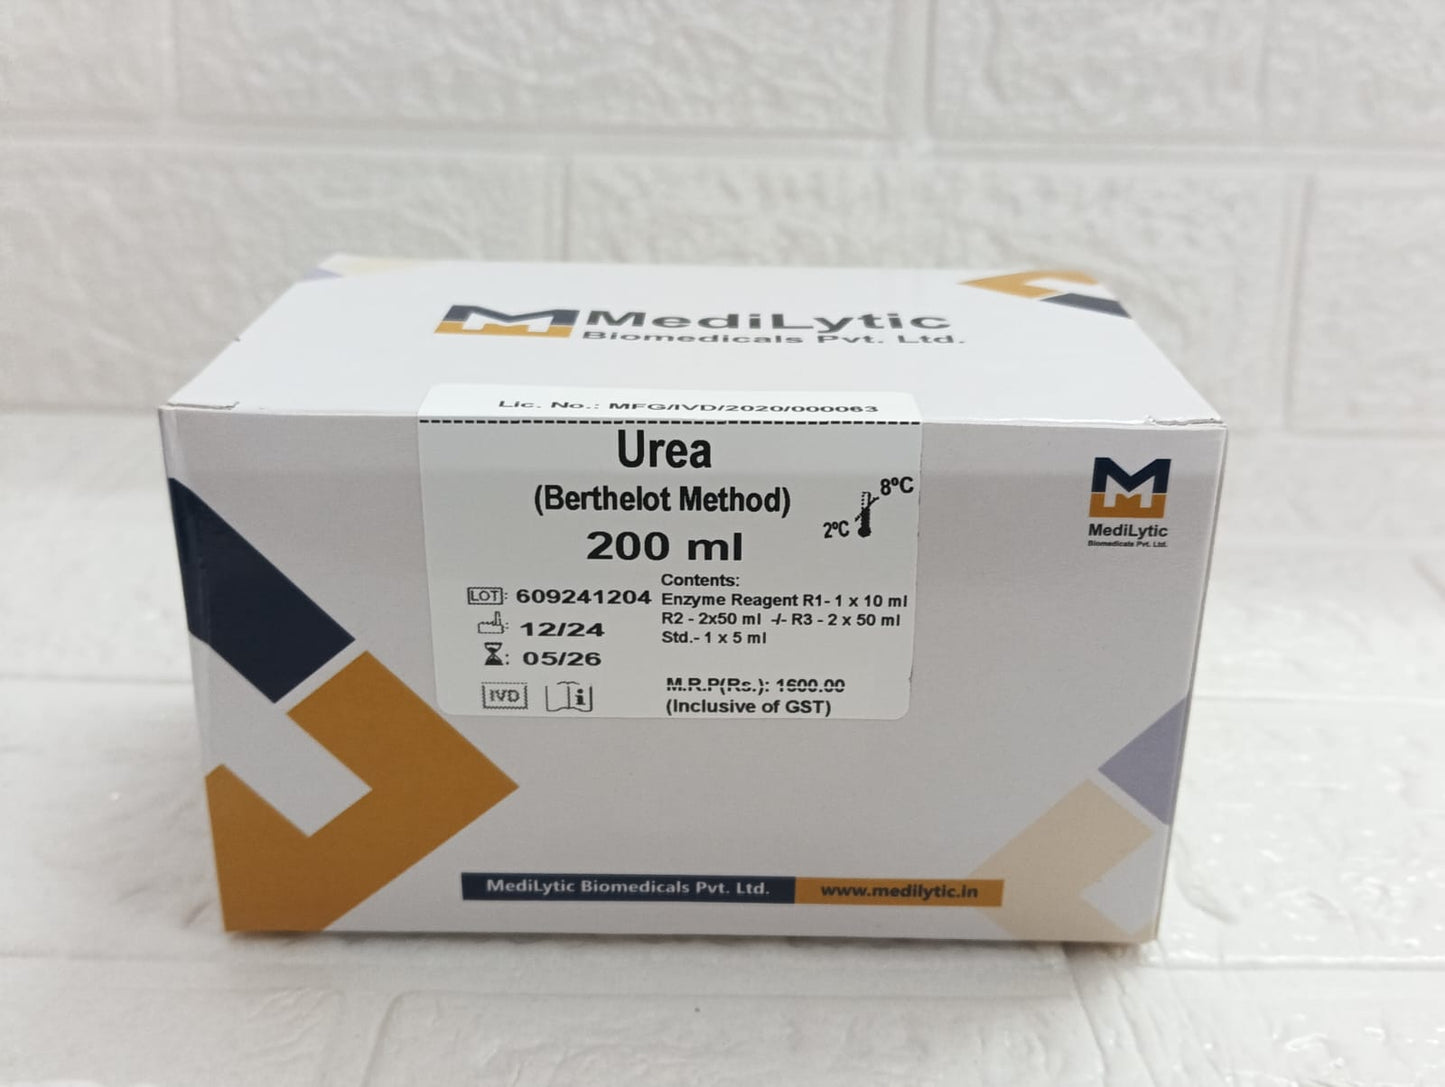 MediLytic
Biomedicals Pvt. Ltd.
Lic. No.: MFG/IVD/2020/000063
Urea
(Berthelot Method)
200 ml
8ºC
2ºC
LOT: 609241204
: 12/24
: 05/26
IVD i
Contents:
Enzyme Reagent R1- 1 x 10 ml
R2 - 2x50 ml -/- R3 - 2 x 50 ml
Std.- 1 x 5 ml
M.R.P(Rs.): 1600.00
(Inclusive of GST)
MediLytic
Biomedicals Pvt. Ltd.
MediLytic Biomedicals Pvt. Ltd.
www.medilytic.in